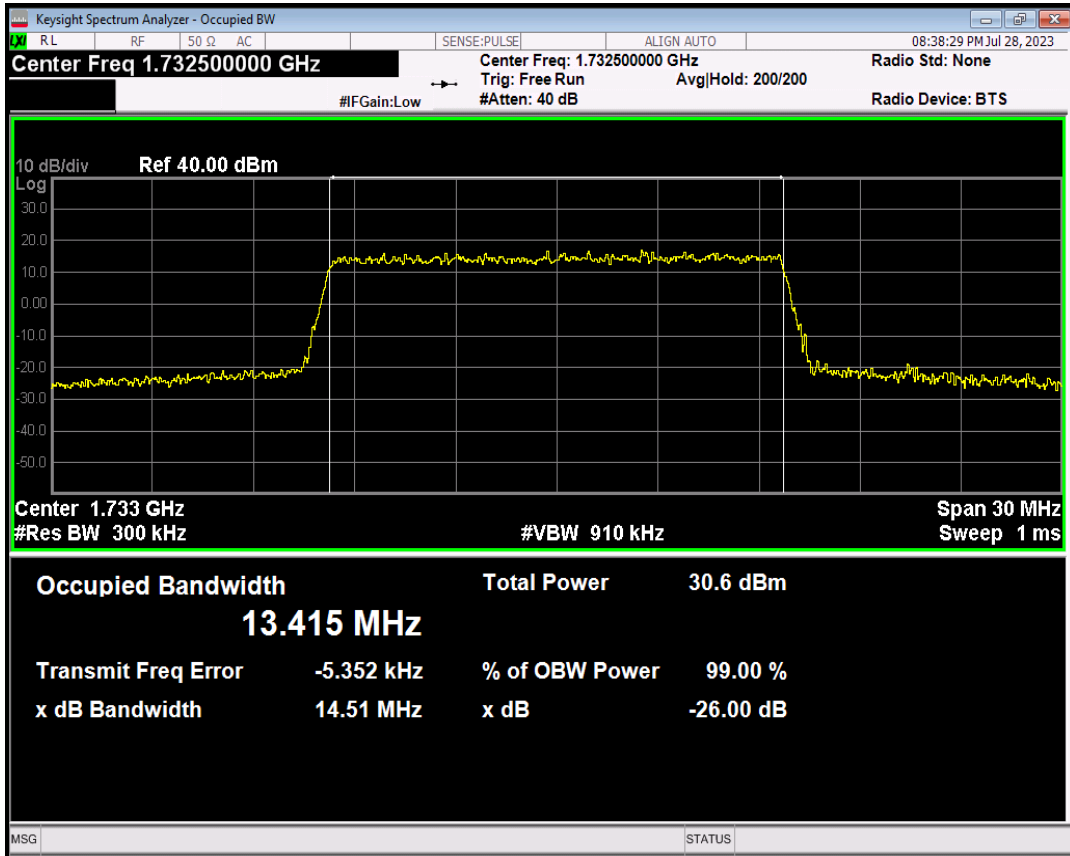 Keysight Spectrum Analyzer - Occupied BW
LXI RL RF 50 Ω AC SENSE:PULSE ALIGN AUTO 08:38:29 PM Jul 28, 2023
Center Freq 1.732500000 GHz
Center Freq: 1.732500000 GHz
Radio Std: None
Trig: Free Run Avg|Hold: 200/200
#IFGain:Low #Atten: 40 dB Radio Device: BTS
10 dB/div Ref 40.00 dBm
Log
30.0
20.0
10.0
0.00
-10.0
-20.0
-30.0
-40.0
-50.0
Center 1.733 GHz Span 30 MHz
#Res BW 300 kHz #VBW 910 kHz Sweep 1 ms
Occupied Bandwidth Total Power 30.6 dBm
13.415 MHz
Transmit Freq Error -5.352 kHz % of OBW Power 99.00 %
x dB Bandwidth 14.51 MHz x dB -26.00 dB
MSG STATUS